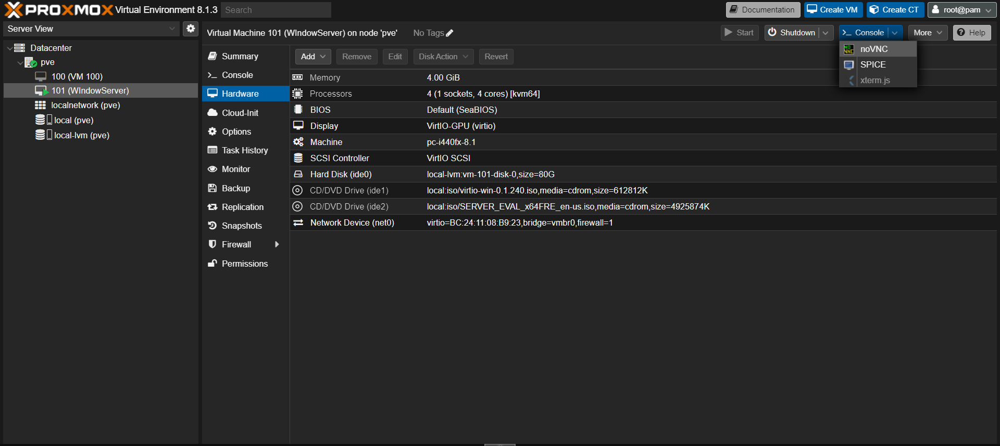 PROXMOX Virtual Environment 8.1.3 Search Documentation Create VM Create CT root@pam
Server View
Virtual Machine 101 (WIndowServer) on node 'pve' No Tags Start Shutdown Console More Help
Datacenter
pve
100 (VM 100)
101 (WIndowServer)
localnetwork (pve)
local (pve)
local-lvm (pve)
Summary
Console
Hardware
Cloud-Init
Options
Task History
Monitor
Backup
Replication
Snapshots
Firewall
Permissions
Add Remove Edit Disk Action Revert
NO VNC noVNC
SPICE
xterm.js
Memory 4.00 GiB
Processors 4 (1 sockets, 4 cores) [kvm64]
BIOS Default (SeaBIOS)
Display VirtIO-GPU (virtio)
Machine pc-i440fx-8.1
SCSI Controller VirtIO SCSI
Hard Disk (ide0) local-lvm:vm-101-disk-0,size=80G
CD/DVD Drive (ide1) local:iso/virtio-win-0.1.240.iso,media=cdrom,size=612812K
CD/DVD Drive (ide2) local:iso/SERVER_EVAL_x64FRE_en-us.iso,media=cdrom,size=4925874K
Network Device (net0) virtio=BC:24:11:08:B9:23,bridge=vmbr0,firewall=1